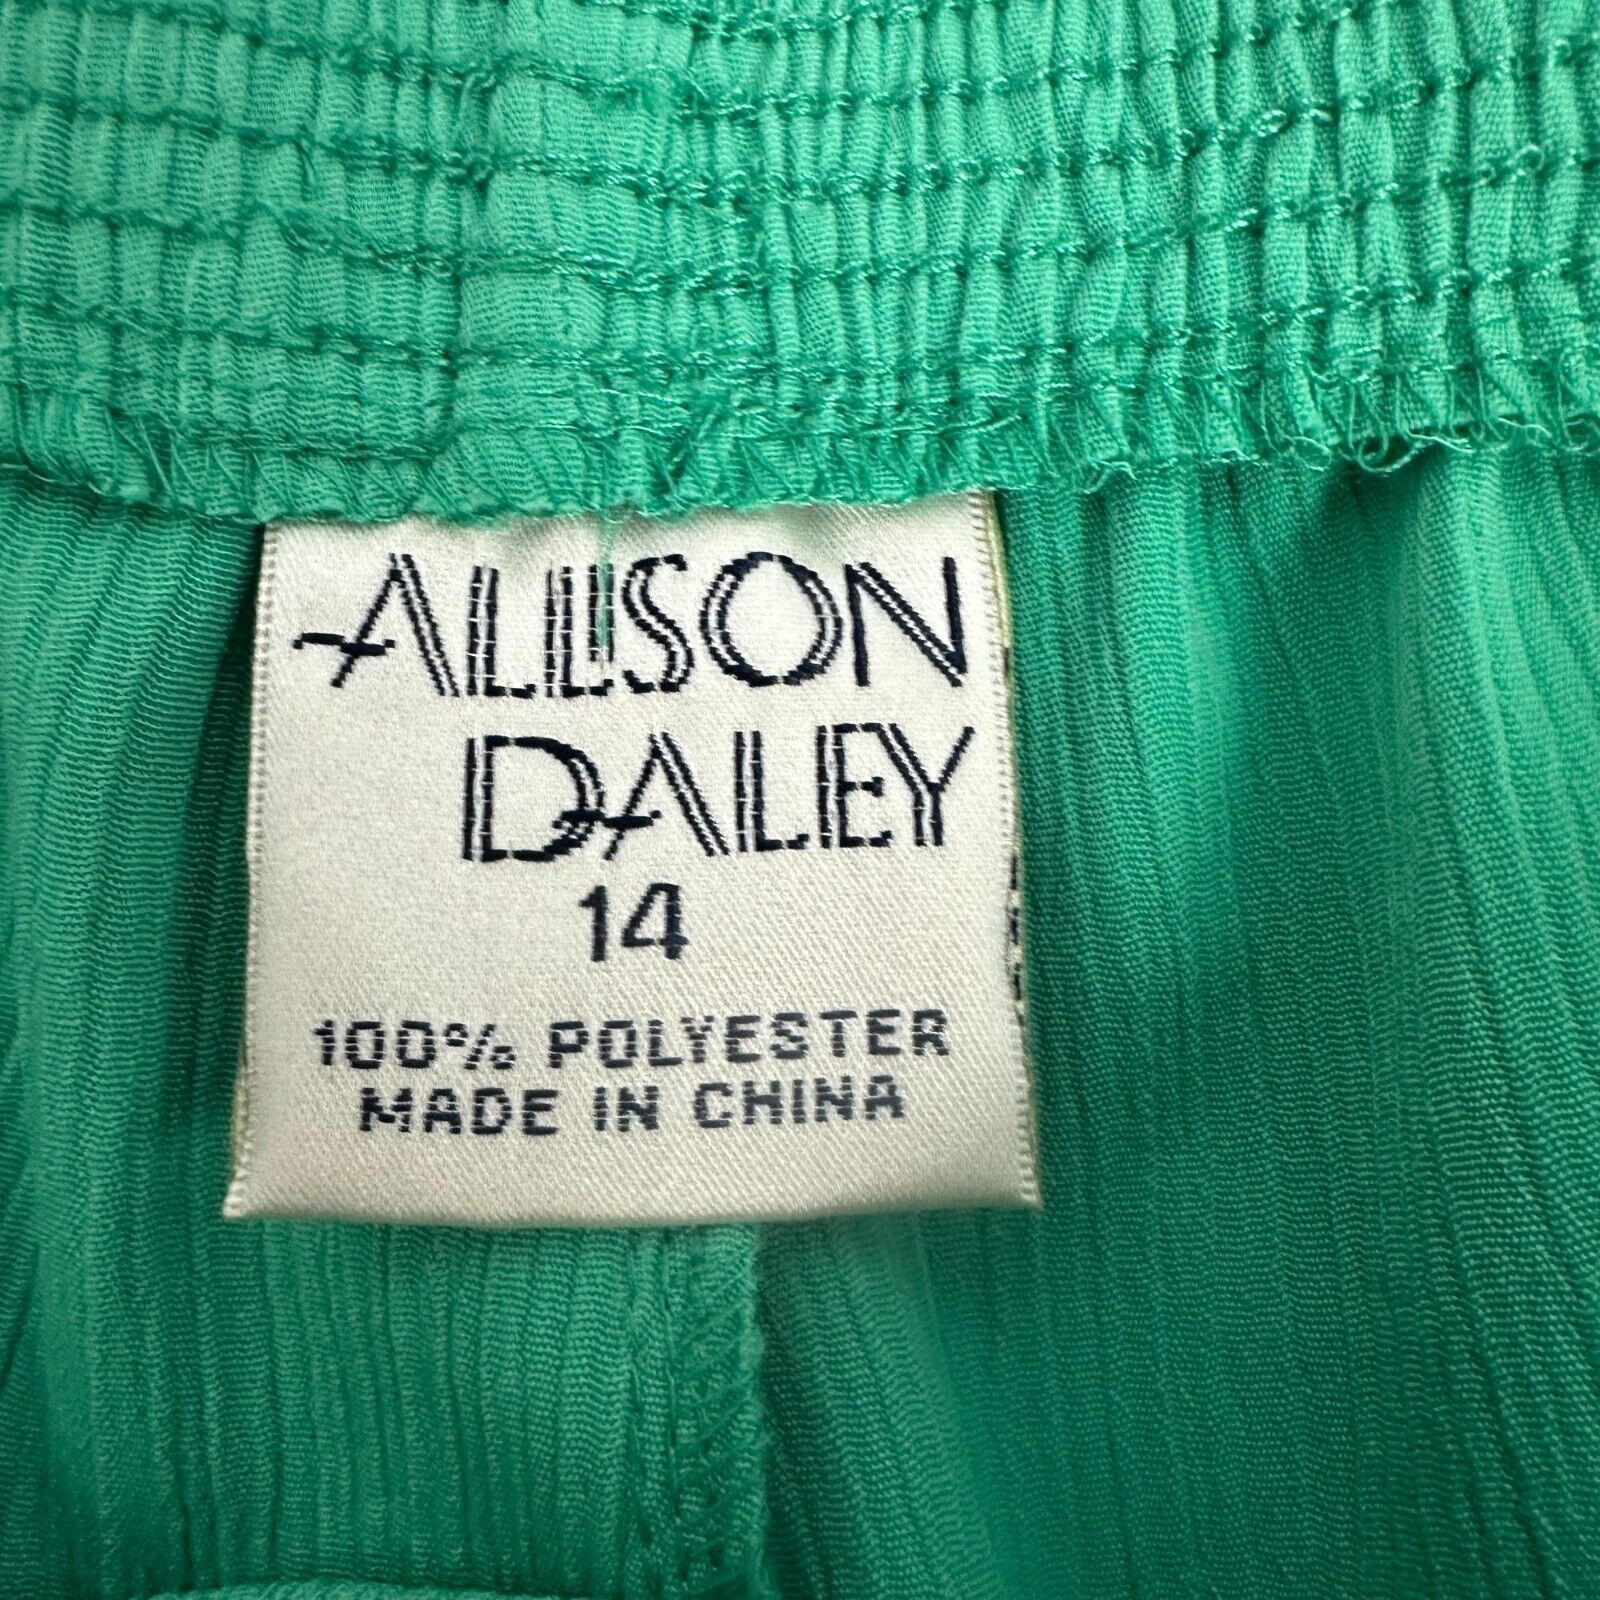 ALLISON
DALEY
14
100% POLYESTER
MADE IN CHINA